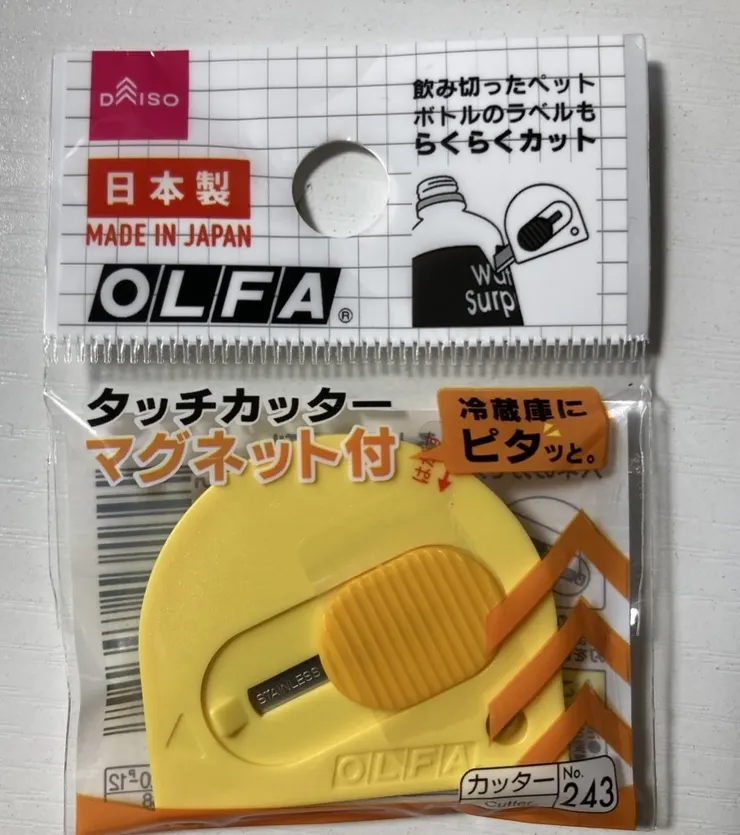 DAISO
日本製
MADE IN JAPAN
OLFA®
飲み切ったペット
ボトルのラベルも
らくらくカット
Wat
Surp
タッチカッター
マグネット付
冷蔵庫に
ピタッと。
STAINLESS
OLFA
カッター
Cutter
No.
243